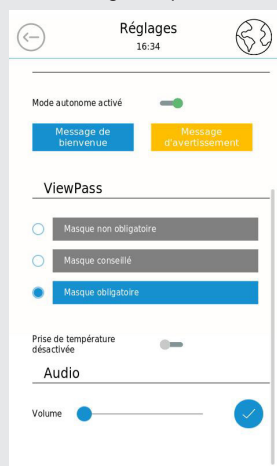 Réglages
16:34
Mode autonome activé
Message de
bienvenue
Message
d'avertissement
ViewPass
Masque non obligatoire
Masque conseillé
Masque obligatoire
Prise de température
désactivée
Audio
Volume